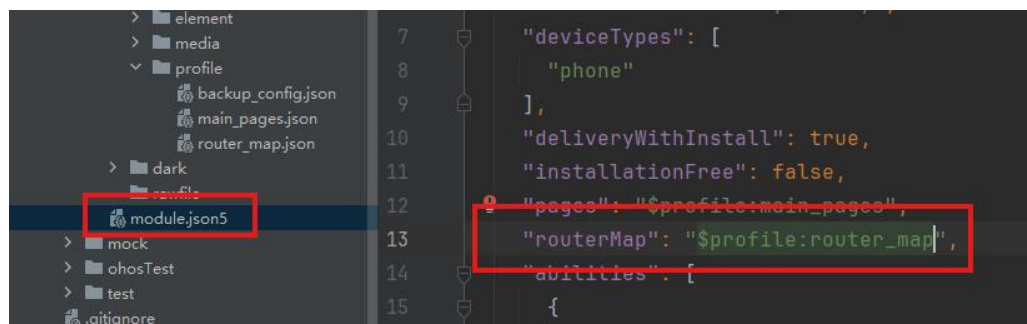 element
media
profile
backup_config.json
main_pages.json
router_map.json
dark
rawfile
module.json5
mock
ohosTest
test
.gitignore
7 "deviceTypes": [
8 "phone"
9 ],
10 "deliveryWithInstall": true,
11 "installationFree": false,
12 "pages": "$profile:main_pages",
13 "routerMap": "$profile:router_map",
14 "abilities": [
15 {